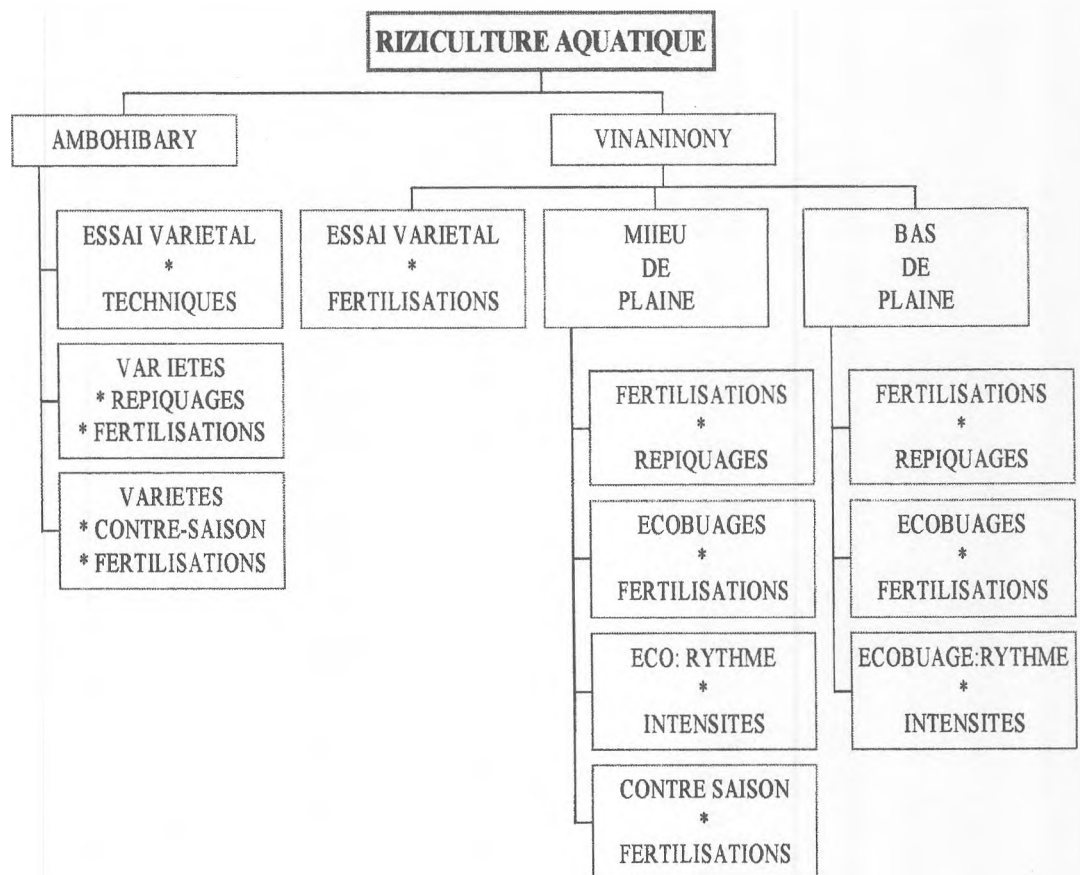 RIZICULTURE AQUATIQUE
AMBOHIBARY
VINANINONY
ESSAI VARIETAL
*
TECHNIQUES
VARIETES
* REPIQUAGES
* FERTILISATIONS
VARIETES
* CONTRE-SAISON
* FERTILISATIONS
ESSAI VARIETAL
*
FERTILISATIONS
MIIEU
DE
PLAINE
FERTILISATIONS
*
REPIQUAGES
ECOBUAGES
*
FERTILISATIONS
ECO: RYTHME
*
INTENSITES
CONTRE SAISON
*
FERTILISATIONS
BAS
DE
PLAINE
FERTILISATIONS
*
REPIQUAGES
ECOBUAGES
*
FERTILISATIONS
ECOBUAGE:RYTHME
*
INTENSITES